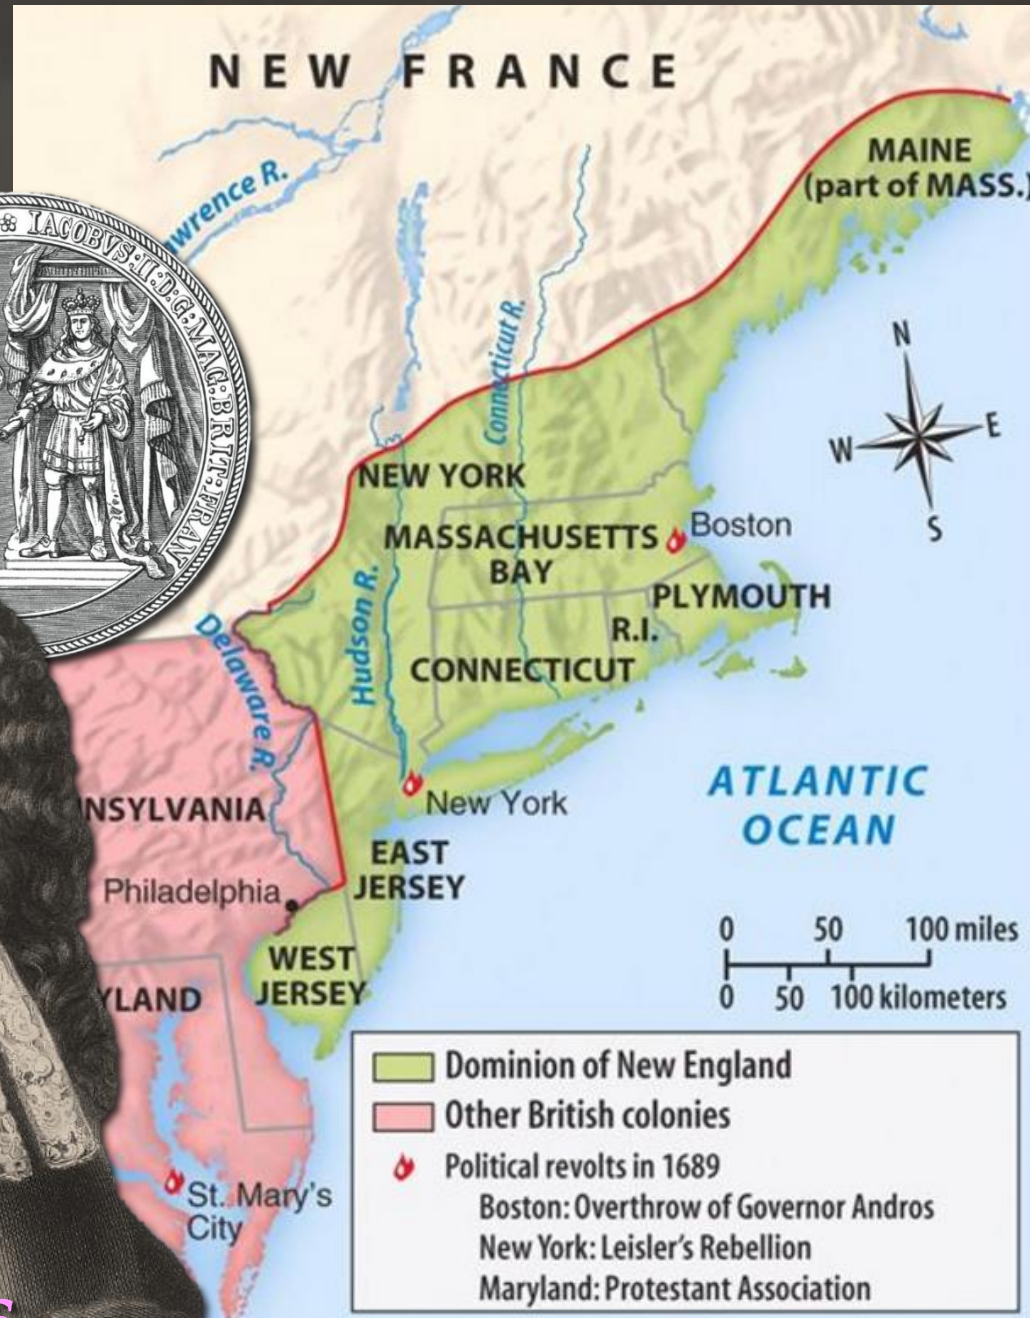 NEW FRANCE
MAINE
(part of MASS.)
wrence R.
IACOBVS·II·D·G·MAG·BRIT·FRAN
Connecticut R.
N
W
E
S
NEW YORK
MASSACHUSETTS
BAY
Boston
PLYMOUTH
R.I.
CONNECTICUT
Hudson R.
Delaware R.
ATLANTIC
OCEAN
NSYLVANIA
New York
EAST
JERSEY
Philadelphia
WEST
JERSEY
YLAND
0 50 100 miles
0 50 100 kilometers
Dominion of New England
Other British colonies
Political revolts in 1689
Boston: Overthrow of Governor Andros
New York: Leisler's Rebellion
Maryland: Protestant Association
St. Mary's
City